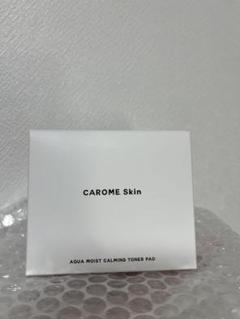 CAROME Skin
AQUA MOIST CALMING TONER PAD